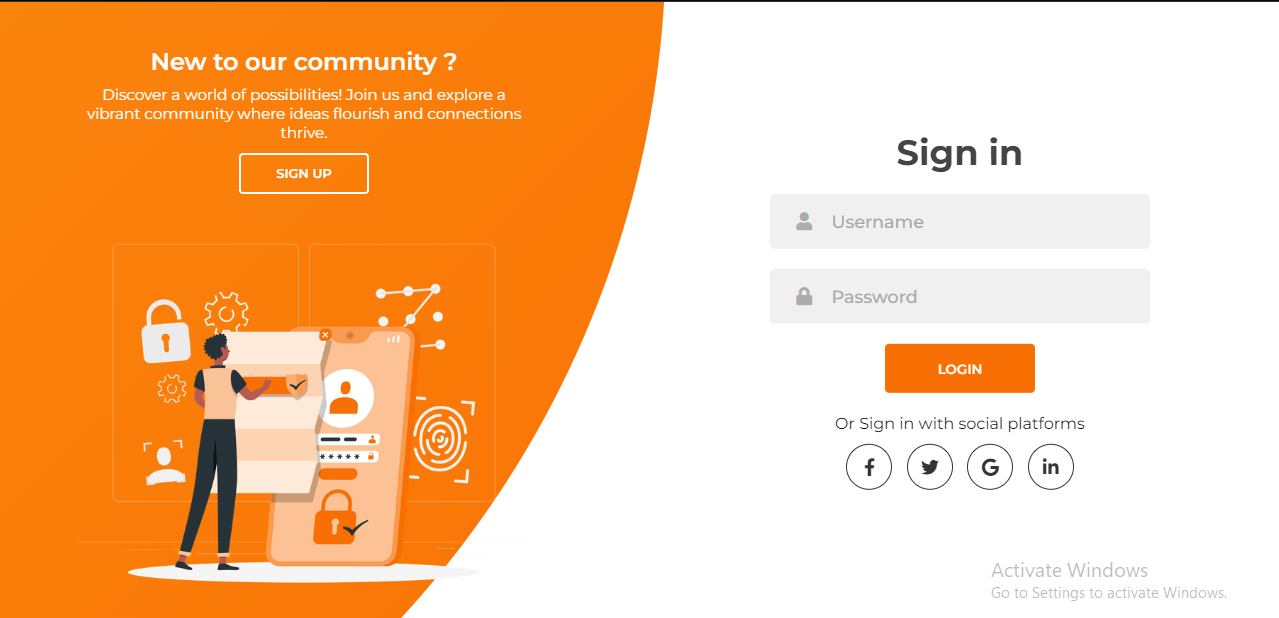 New to our community ?
Discover a world of possibilities! Join us and explore a
vibrant community where ideas flourish and connections
thrive.
SIGN UP
Sign in
Username
Password
LOGIN
Or Sign in with social platforms
Activate Windows
Go to Settings to activate Windows.